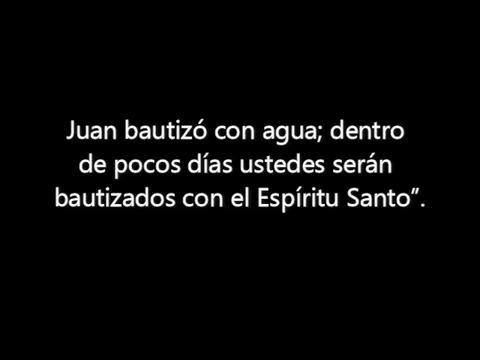 Juan bautizó con agua; dentro
de pocos días ustedes serán
bautizados con el Espíritu Santo”.